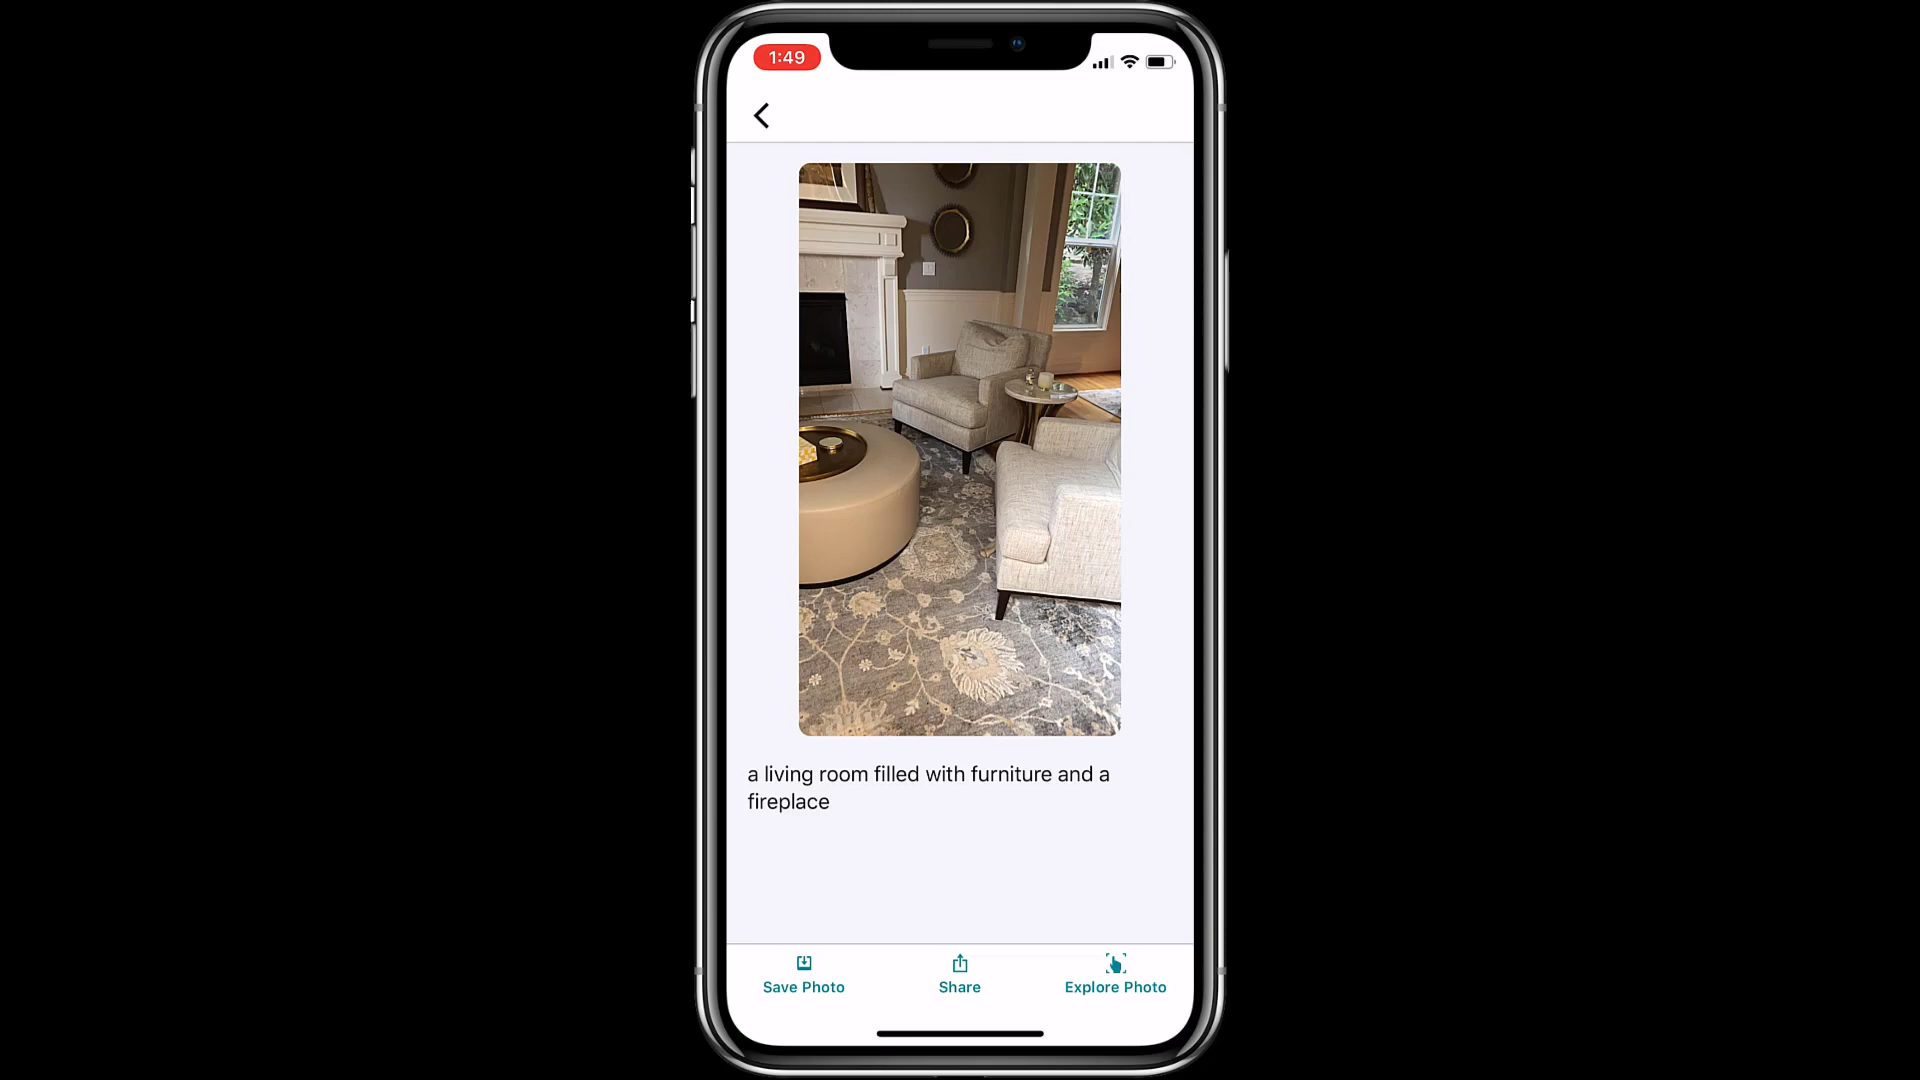 1:49
a living room filled with furniture and a
fireplace
Save Photo
Share
Explore Photo